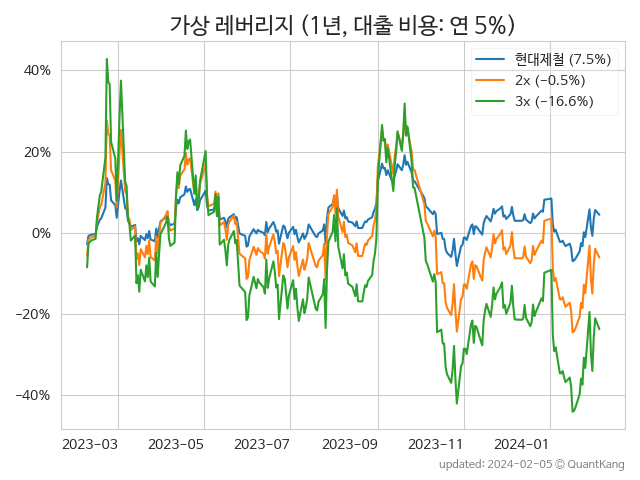 가상 레버리지 (1년, 대출 비용: 연 5%)
현대제철 (7.5%)
2x (−0.5%)
3x (−16.6%)
40%
20%
0%
−20%
−40%
2023-03 2023-05 2023-07 2023-09 2023-11 2024-01
updated: 2024-02-05 © QuantKang